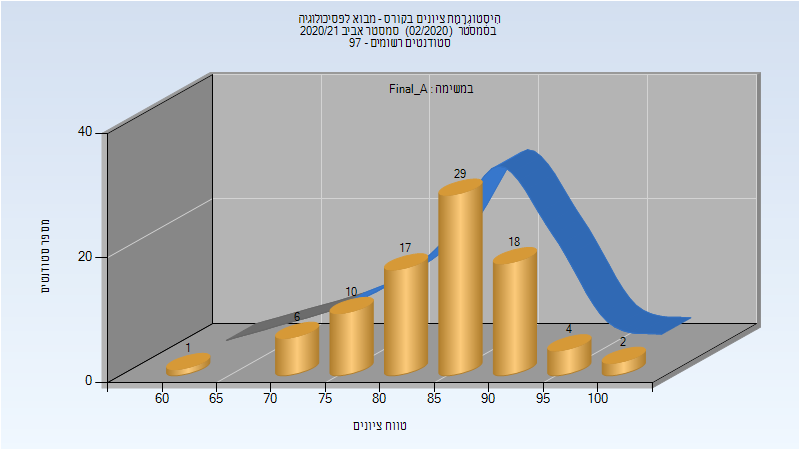 היסטוגרמת ציונים בקורס - מבוא לפסיכולוגיה
בסמסטר (02/2020) סמסטר אביב 2020/21
סטודנטים רשומים - 97
במשימה : Final_A
מספר סטודנטים
40
20
0
1
6
10
17
29
18
4
2
60 65 70 75 80 85 90 95 100
טווח ציונים